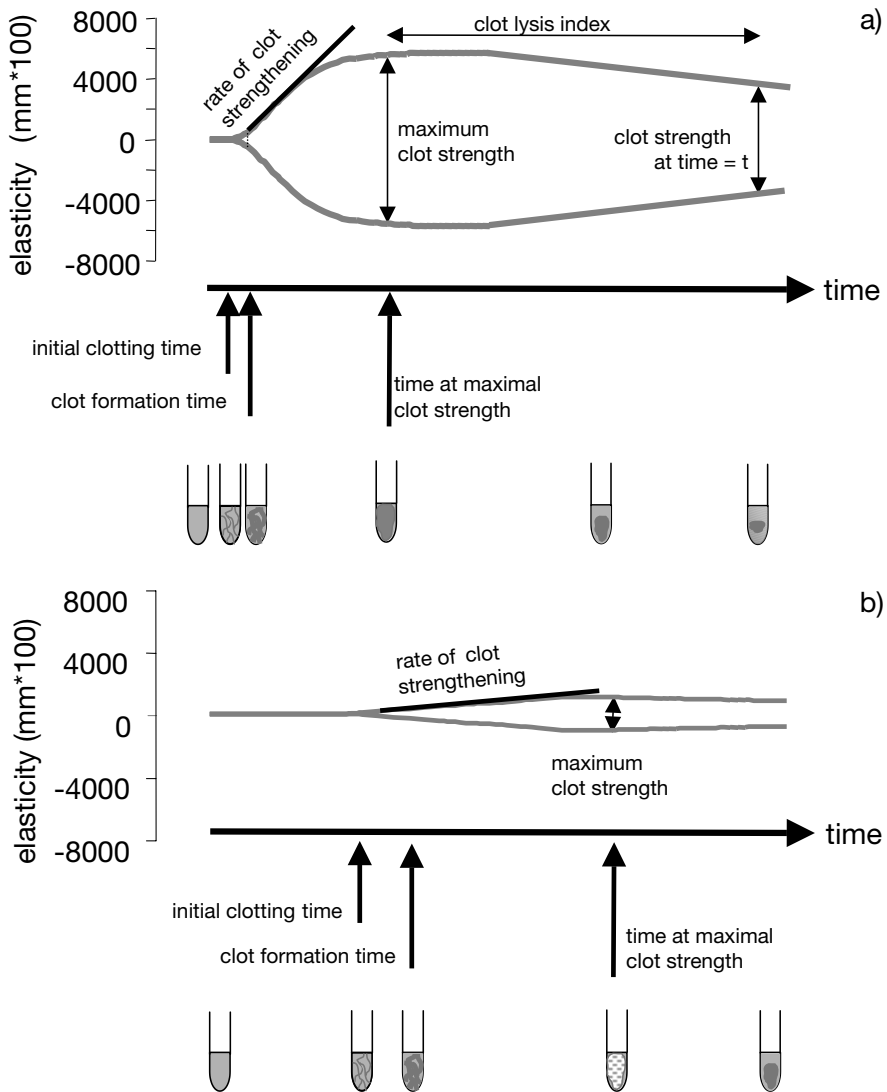 a)
8000
4000
0
-4000
-8000
elasticity (mm*100)
rate of clot
strengthening
clot lysis index
maximum
clot strength
clot strength
at time = t
time
initial clotting time
clot formation time
time at maximal
clot strength
b)
8000
4000
0
-4000
-8000
elasticity (mm*100)
rate of clot
strengthening
maximum
clot strength
time
initial clotting time
clot formation time
time at maximal
clot strength